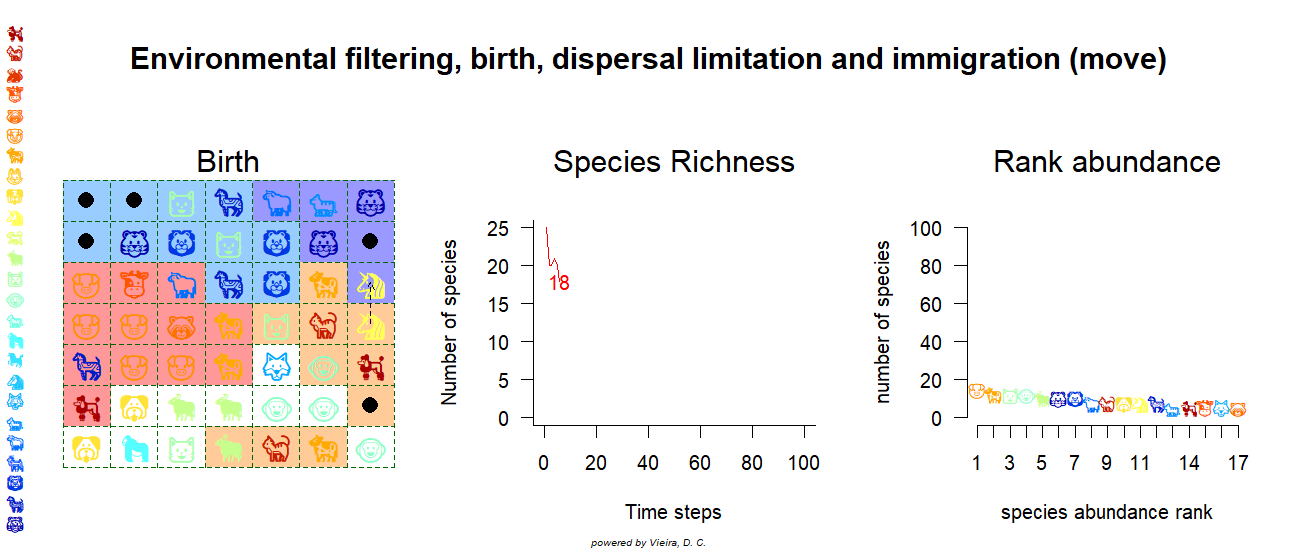 Environmental filtering, birth, dispersal limitation and immigration (move)
Birth
Species Richness
Rank abundance
Number of species
25
20
15
10
5
0
18
0 20 40 60 80 100
Time steps
number of species
100
80
60
40
20
0
1 3 5 7 9 11 14 17
species abundance rank
powered by Vieira, D. C.